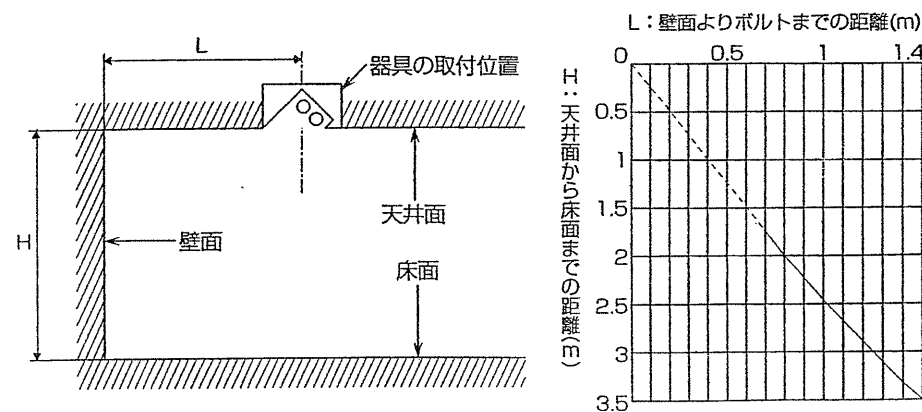 L
器具の取付位置
H
壁面
天井面
床面
L：壁面よりボルトまでの距離(m)
0 0.5 1 1.4
H：天井面から床面までの距離(m)
0.5
1
1.5
2
2.5
3
3.5